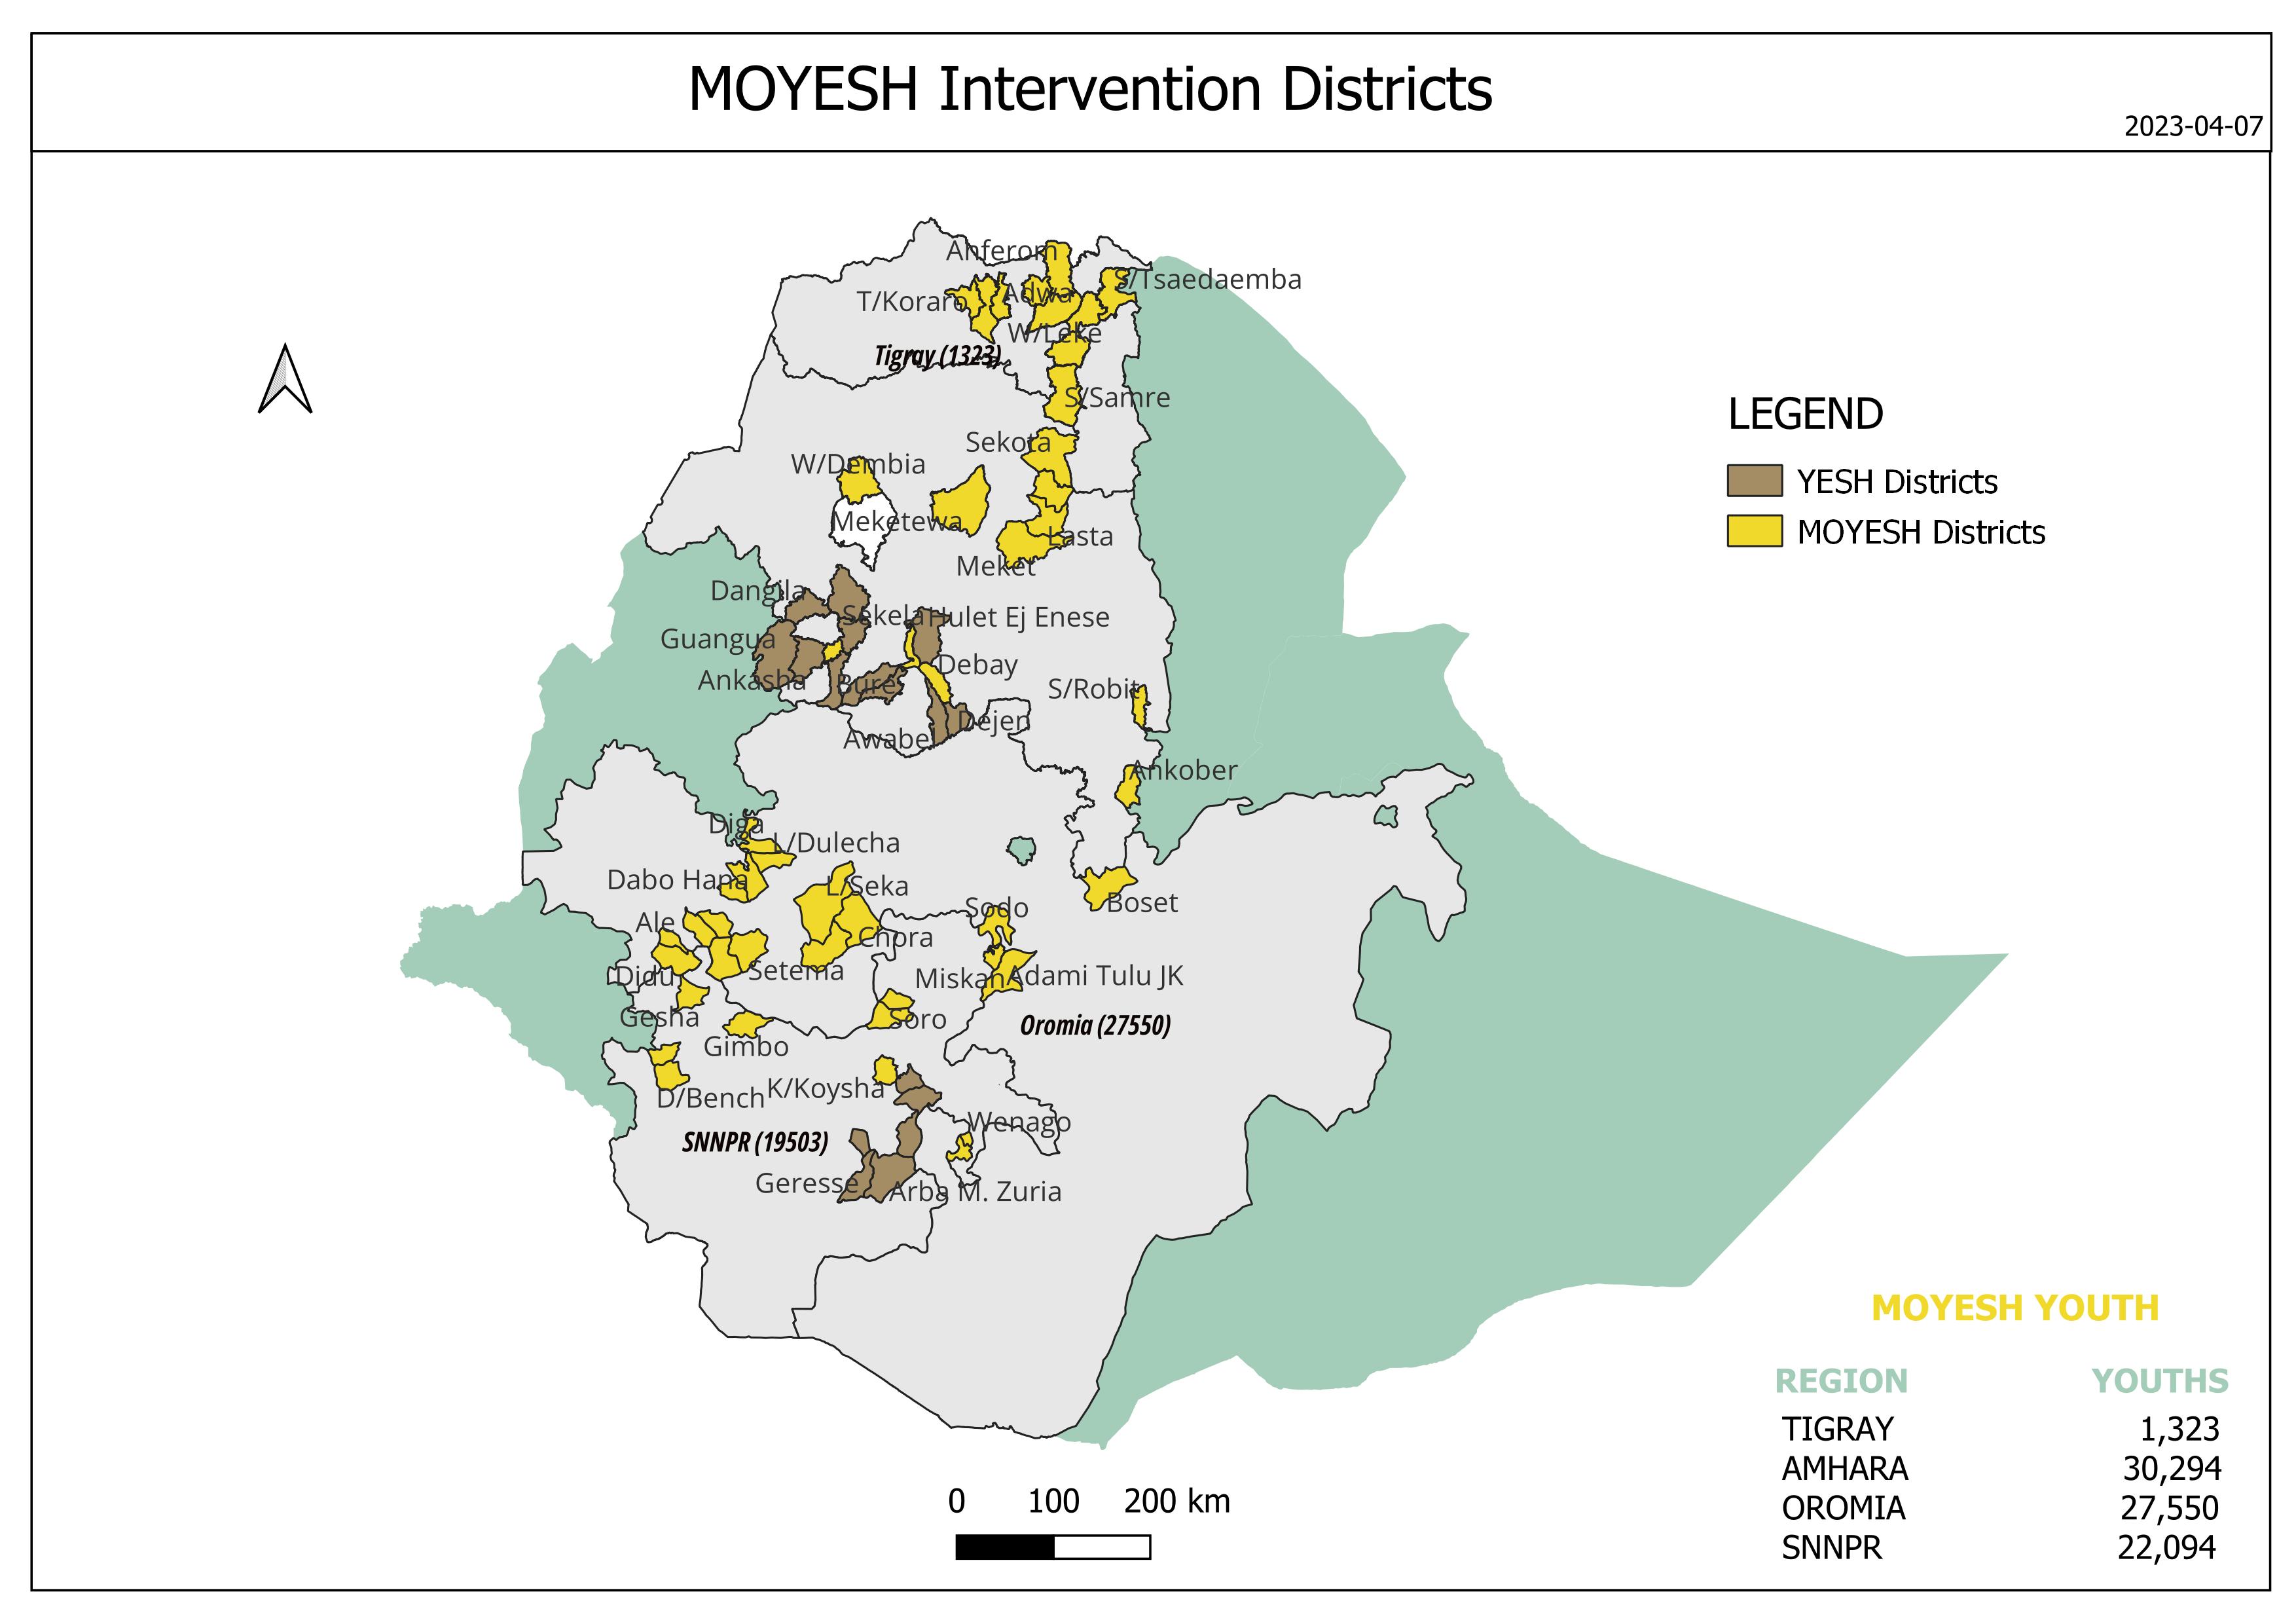 MOYESH Intervention Districts
2023-04-07
Ahferom
S/Tsaedaemba
T/Koraro
Adwa
W/Leke
Tigray (1323)
S/Samre
LEGEND
Sekota
W/Dembia
YESH Districts
Meketewa
MOYESH Districts
Lasta
Meket
Dangila
Sekela
Hulet Ej Enese
Guangua
Debay
Ankasha
Bure
S/Robit
Dejen
Awabel
Ankober
Diga
L/Dulecha
Dabo Hana
L/Seka
Boset
Sodo
Ale
Chora
Setema
Didu
Miskan
Adami Tulu JK
Gesha
Soro
Oromia (27550)
Gimbo
K/Koysha
D/Bench
Wenago
SNNPR (19503)
Geresse
Arba M. Zuria
MOYESH YOUTH
REGION YOUTHS
TIGRAY 1,323
AMHARA 30,294
OROMIA 27,550
SNNPR 22,094
0 100 200 km